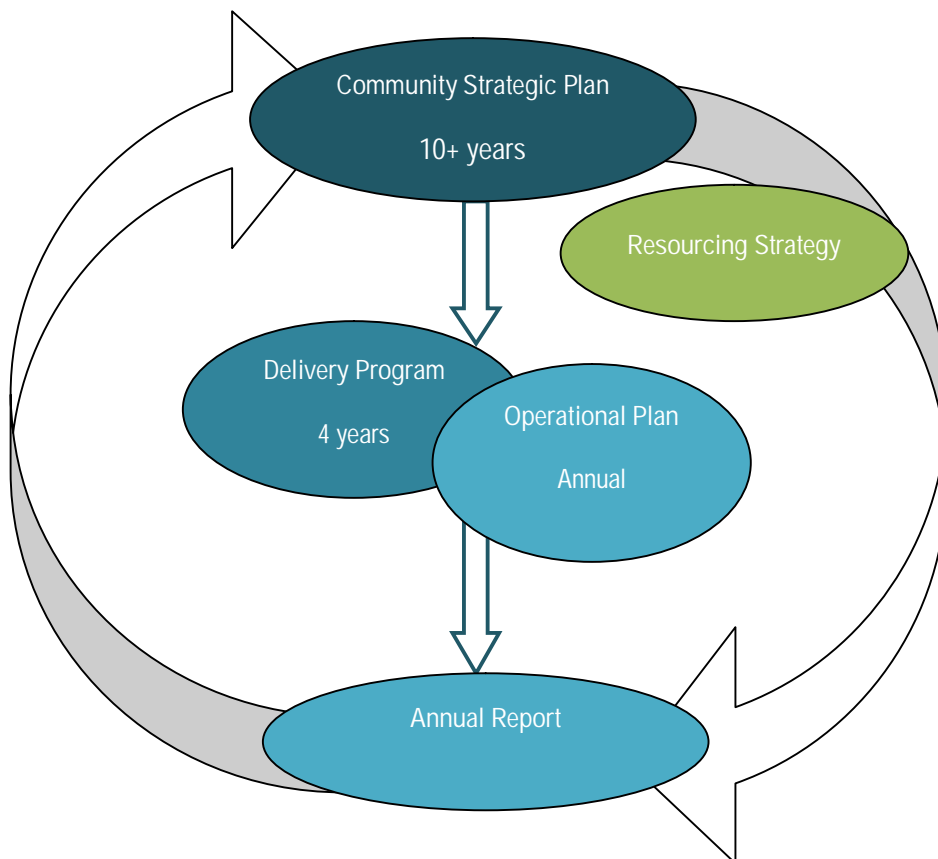 Community Strategic Plan
10+ years
Resourcing Strategy
Delivery Program
4 years
Operational Plan
Annual
Annual Report